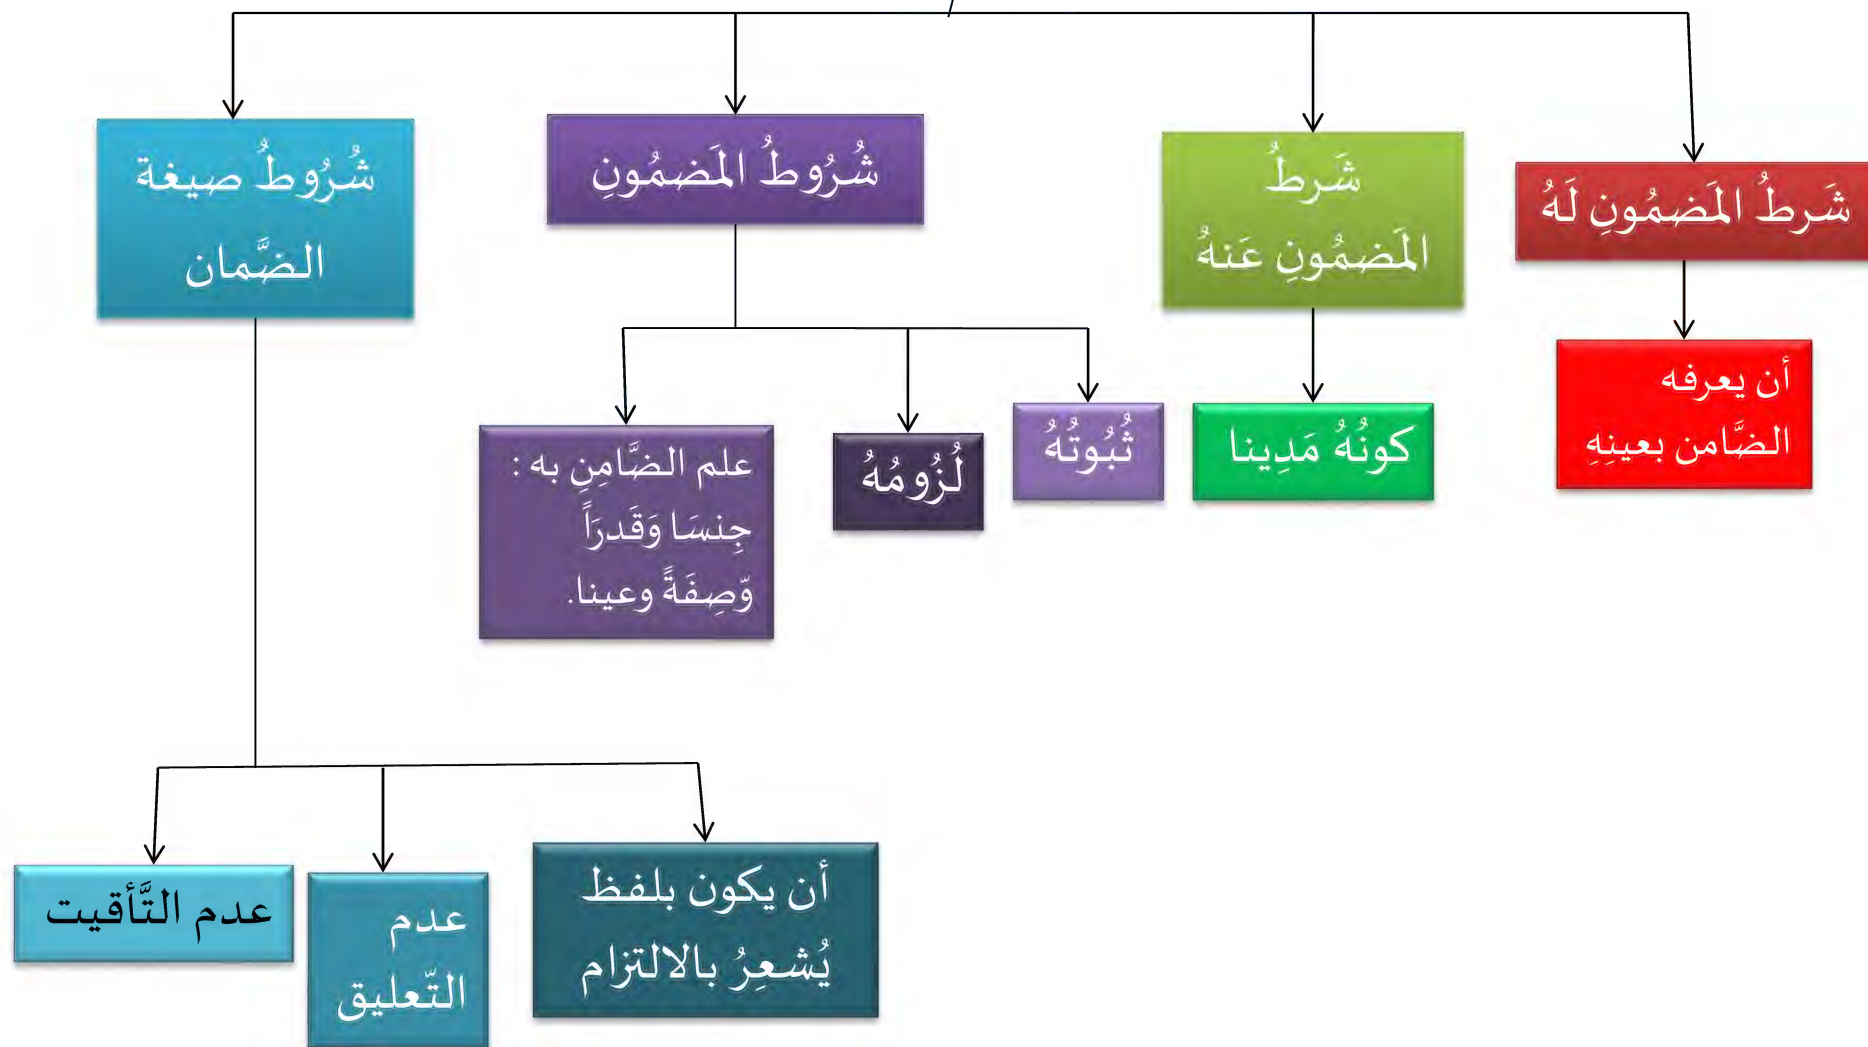 شَرطُ المَضمُونِ لَهُ
أن يعرفه
الضَّامن بعينِهِ
شَرطُ
المَضمُونِ عَنهُ
كونُهُ مَدِينا
شُرُوطُ المَضمُونِ
ثُبُوتُهُ
لُزُومُهُ
علم الضَّامِنِ به :
جِنسَا وَقَدرَاً
وّصِفَةً وعينا.
شُرُوطُ صيغة
الضَّمان
أن يكون بلفظ
يُشعِرُ بالالتزام
عدم
التّعليق
عدم التَّأقيت